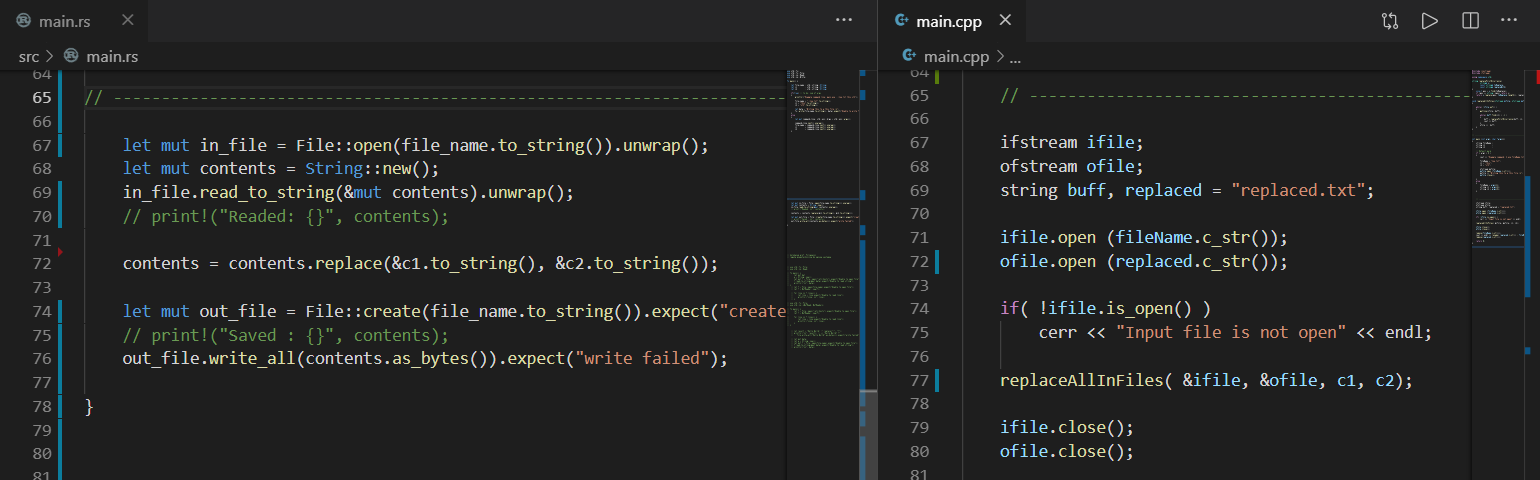 main.rs
src > main.rs
64
65 // ----------------------------------------------------------------------
66
67 let mut in_file = File::open(file_name.to_string()).unwrap();
68 let mut contents = String::new();
69 in_file.read_to_string(&mut contents).unwrap();
70 // print!("Readed: {}", contents);
71
72 contents = contents.replace(&c1.to_string(), &c2.to_string());
73
74 let mut out_file = File::create(file_name.to_string()).expect("create
75 // print!("Saved : {}", contents);
76 out_file.write_all(contents.as_bytes()).expect("write failed");
77
78 }
79
80
81
main.cpp
main.cpp > ...
64
65 // ----------------------------------------------
66
67 ifstream ifile;
68 ofstream ofile;
69 string buff, replaced = "replaced.txt";
70
71 ifile.open (fileName.c_str());
72 ofile.open (replaced.c_str());
73
74 if( !ifile.is_open() )
75 cerr << "Input file is not open" << endl;
76
77 replaceAllInFiles( &ifile, &ofile, c1, c2);
78
79 ifile.close();
80 ofile.close();
81